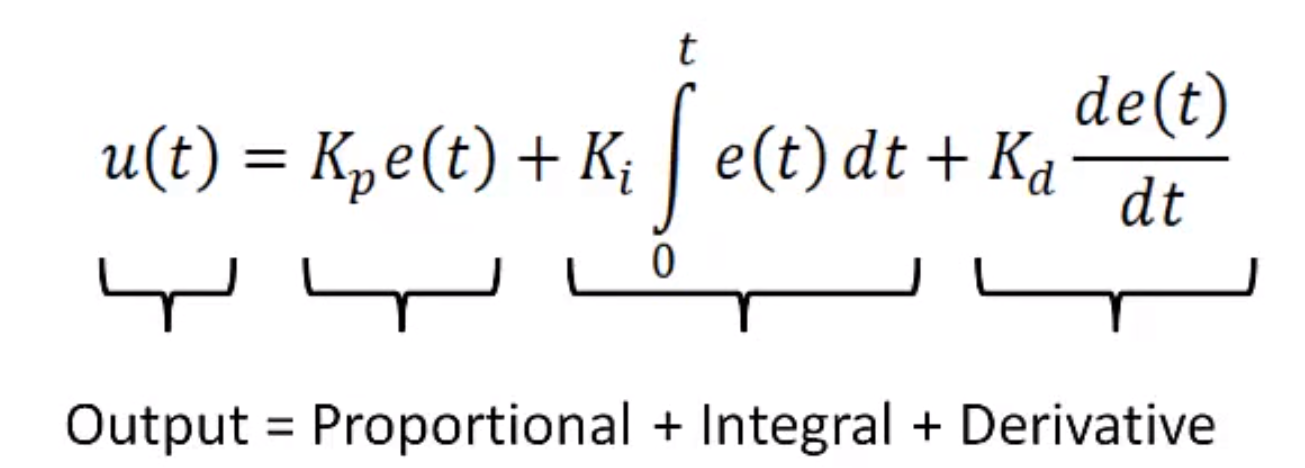 u(t) = K_p e(t) + K_i ∫_0^t e(t) dt + K_d de(t)/dt
Output = Proportional + Integral + Derivative